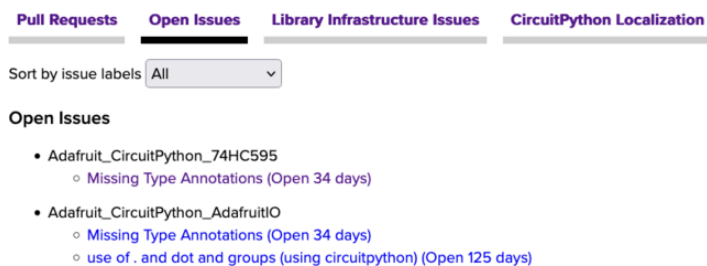 Pull Requests Open Issues Library Infrastructure Issues CircuitPython Localization
Sort by issue labels All
Open Issues
Adafruit_CircuitPython_74HC595
Missing Type Annotations (Open 34 days)
Adafruit_CircuitPython_AdafruitIO
Missing Type Annotations (Open 34 days)
use of . and dot and groups (using circuitpython) (Open 125 days)